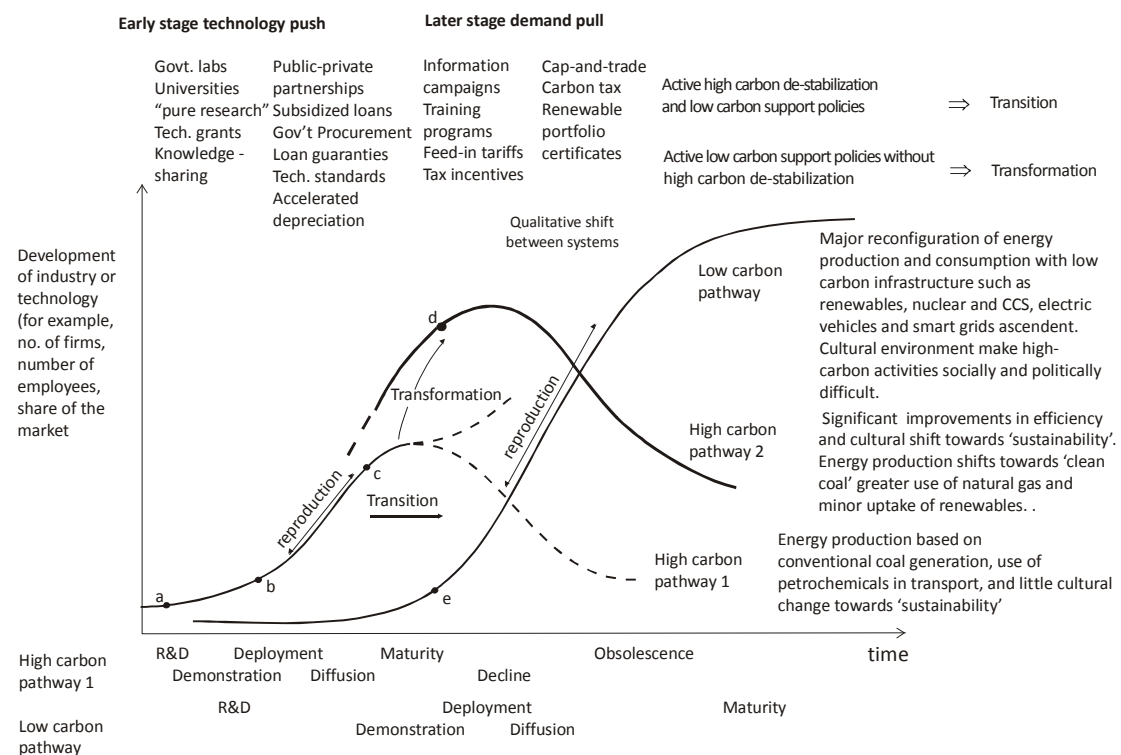 Early stage technology push
Later stage demand pull
Govt. labs
Universities
“pure research”
Tech. grants
Knowledge -
sharing
Public-private
partnerships
Subsidized loans
Gov’t Procurement
Loan guaranties
Tech. standards
Accelerated
depreciation
Information
campaigns
Training
programs
Feed-in tariffs
Tax incentives
Cap-and-trade
Carbon tax
Renewable
portfolio
certificates
Active high carbon de-stabilization
and low carbon support policies
⇒ Transition
Active low carbon support policies without
high carbon de-stabilization
⇒ Transformation
Development
of industry or
technology
(for example,
no. of firms,
number of
employees,
share of the
market
Qualitative shift
between systems
Low carbon
pathway
Major reconfiguration of energy
production and consumption with low
carbon infrastructure such as
renewables, nuclear and CCS, electric
vehicles and smart grids ascendent.
Cultural environment make high-
carbon activities socially and politically
difficult.
d
Transformation
reproduction
High carbon
pathway 2
Significant improvements in efficiency
and cultural shift towards ‘sustainability’.
Energy production shifts towards ‘clean
coal’ greater use of natural gas and
minor uptake of renewables. .
reproduction
c
Transition
High carbon
pathway 1
Energy production based on
conventional coal generation, use of
petrochemicals in transport, and little cultural
change towards ‘sustainability’
a
b
e
time
High carbon
pathway 1
R&D
Demonstration
Deployment
Diffusion
Maturity
Decline
Obsolescence
Low carbon
pathway
R&D
Demonstration
Deployment
Diffusion
Maturity